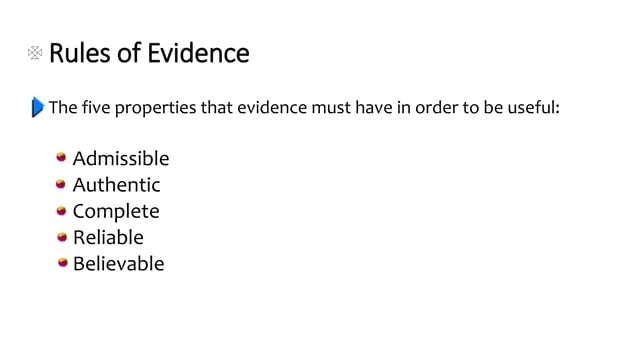 Rules of Evidence
The five properties that evidence must have in order to be useful:
Admissible
Authentic
Complete
Reliable
Believable